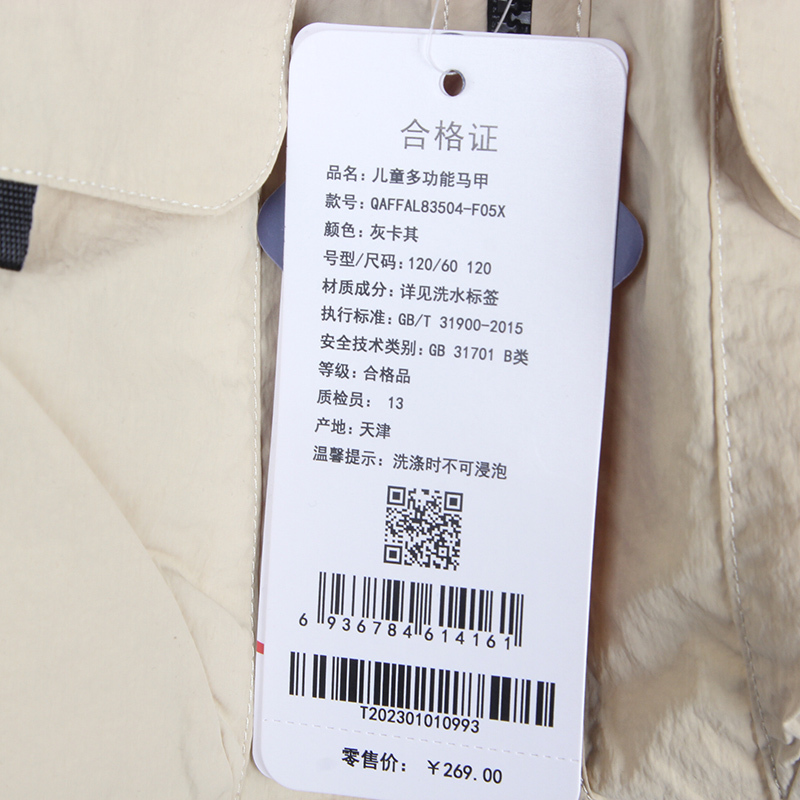 合格证
品名: 儿童多功能马甲
款号: QAFFAL83504-F05X
颜色: 灰卡其
号型/尺码: 120/60 120
材质成分: 详见洗水标签
执行标准: GB/T 31900-2015
安全技术类别: GB 31701 B类
等级: 合格品
质检员: 13
产地: 天津
温馨提示: 洗涤时不可浸泡
6 936784 614161
T202301010993
零售价: ￥269.00